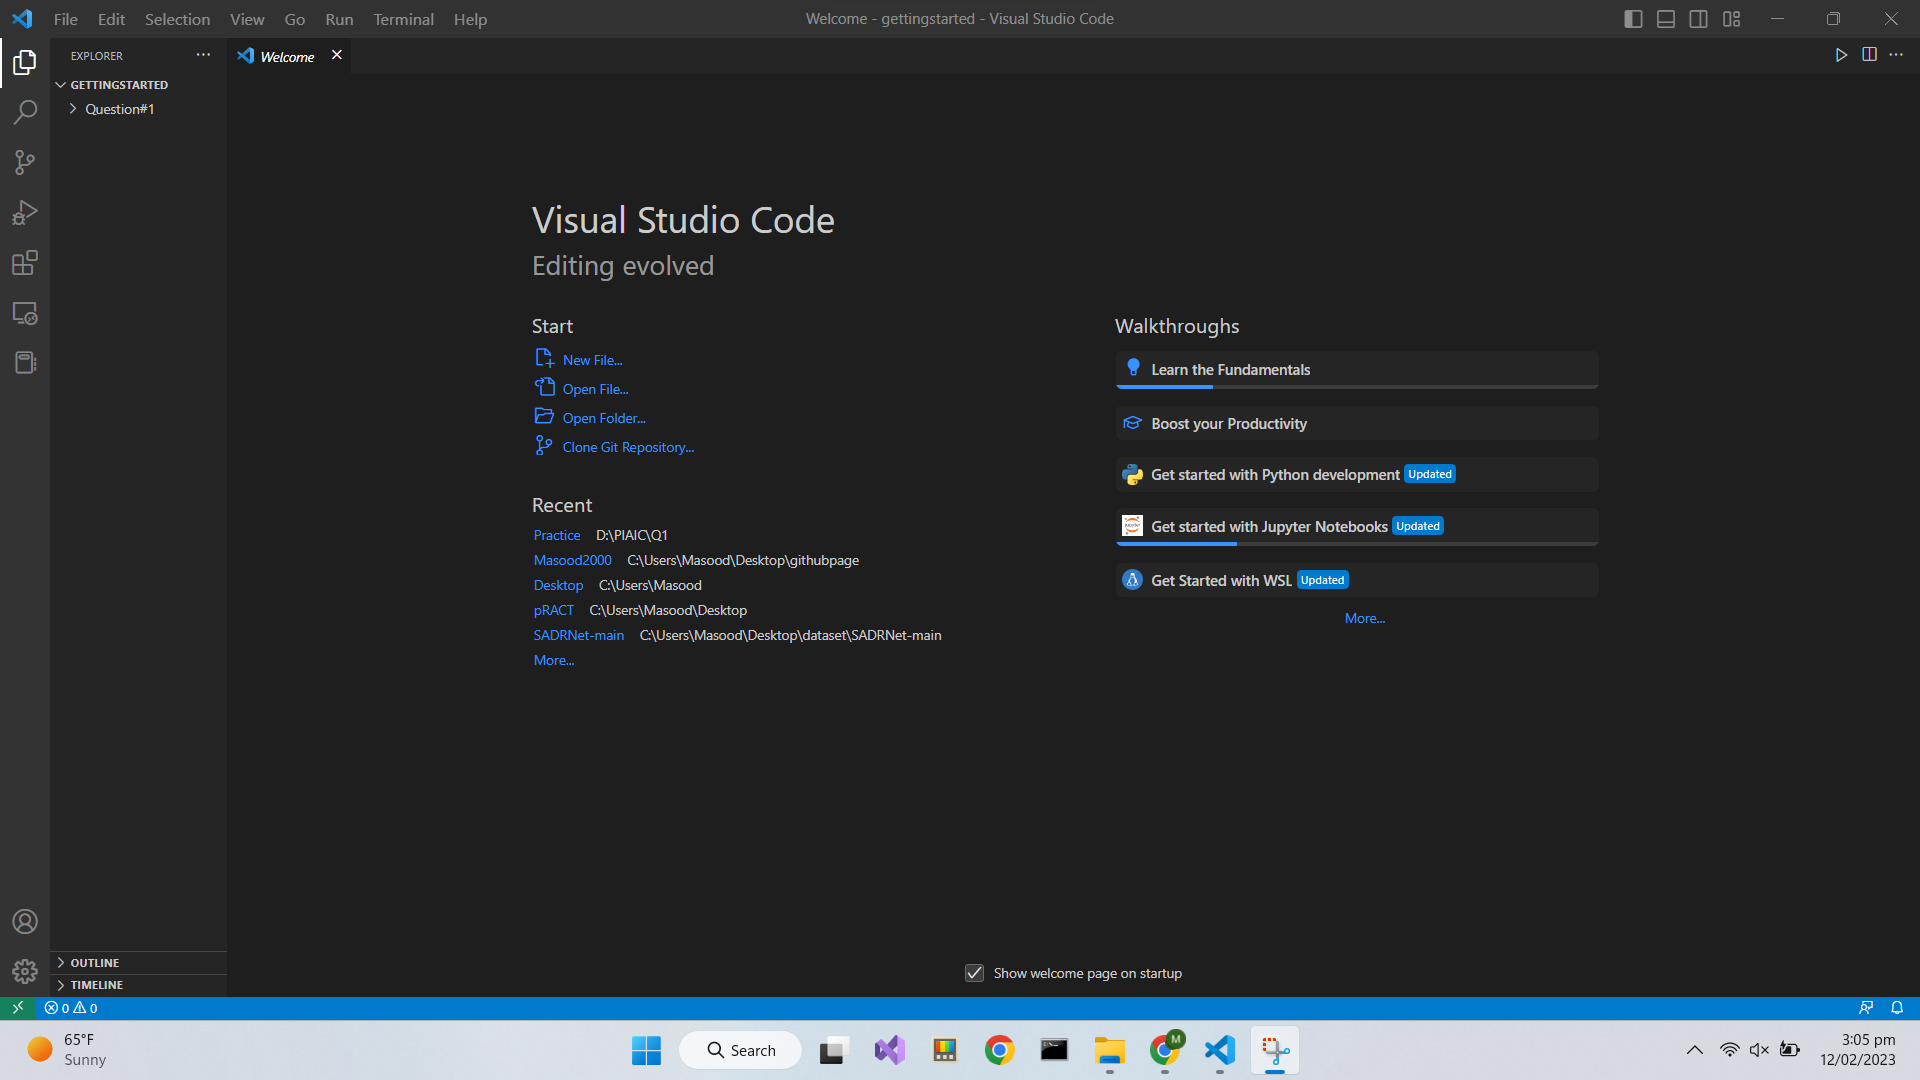 File Edit Selection View Go Run Terminal Help
Welcome - gettingstarted - Visual Studio Code
EXPLORER
GETTINGSTARTED
Question#1
OUTLINE
TIMELINE
Welcome
Visual Studio Code
Editing evolved
Start
New File...
Open File...
Open Folder...
Clone Git Repository...
Recent
Practice D:\PIAIC\Q1
Masood2000 C:\Users\Masood\Desktop\githubpage
Desktop C:\Users\Masood
pRACT C:\Users\Masood\Desktop
SADRNet-main C:\Users\Masood\Desktop\dataset\SADRNet-main
More...
Walkthroughs
Learn the Fundamentals
Boost your Productivity
Get started with Python development Updated
Get started with Jupyter Notebooks Updated
Get Started with WSL Updated
More...
Show welcome page on startup
0 0
65°F
Sunny
Search
M
3:05 pm
12/02/2023